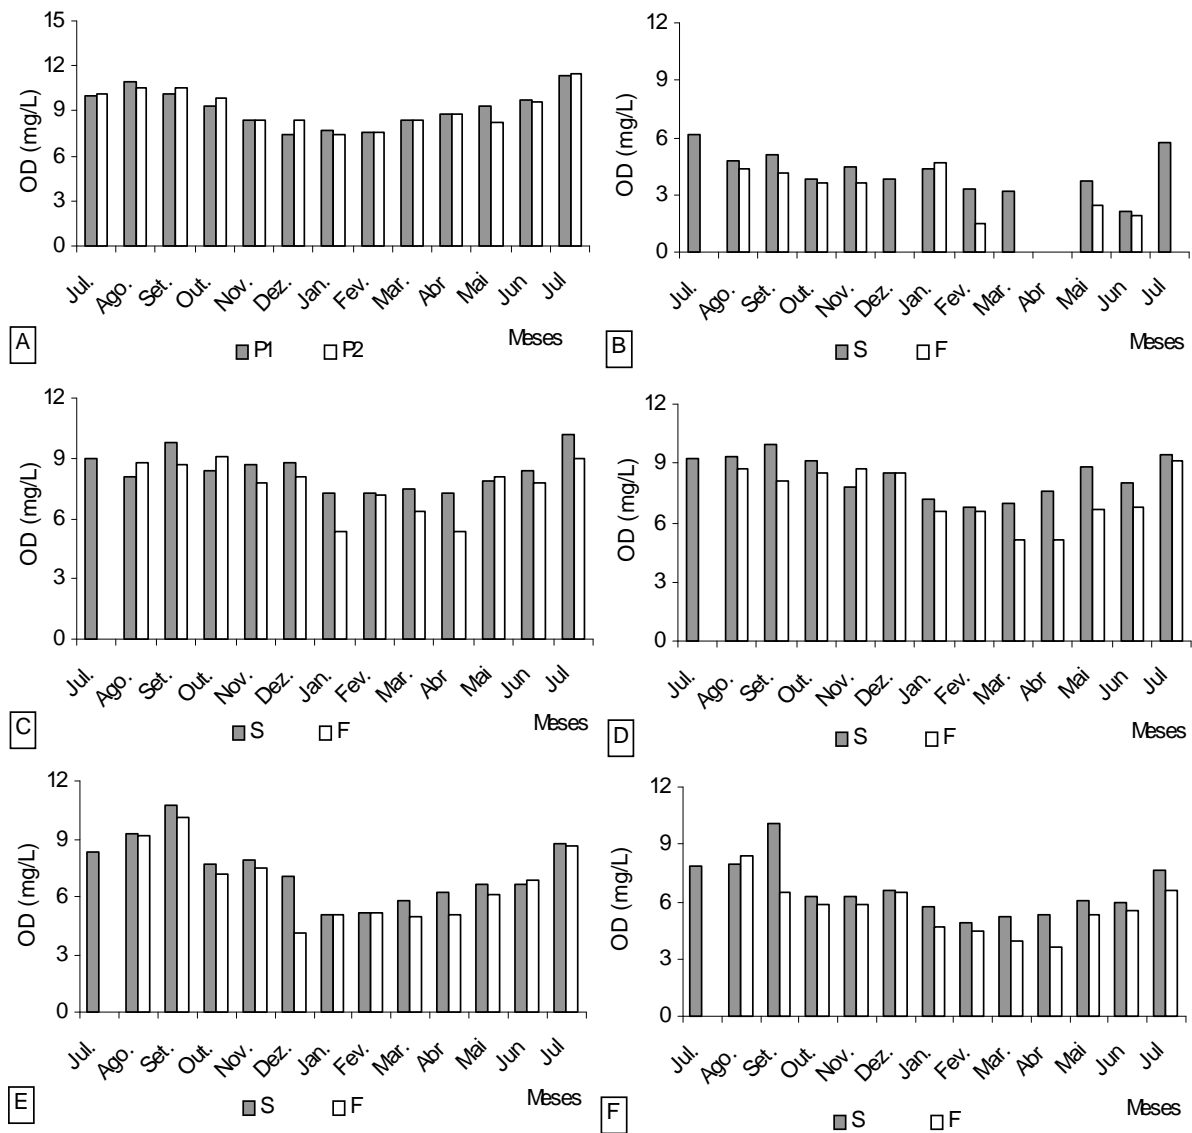 15
12
9
6
3
0
OD (mg/L)
Jul. Ago. Set. Out. Nov. Dez. Jan. Fev. Mar. Abr Mai Jun Jul
Meses
A
P1 P2
12
9
6
3
0
OD (mg/L)
Jul. Ago. Set. Out. Nov. Dez. Jan. Fev. Mar. Abr Mai Jun Jul
Meses
B
S F
12
9
6
3
0
OD (mg/L)
Jul. Ago. Set. Out. Nov. Dez. Jan. Fev. Mar. Abr Mai Jun Jul
Meses
C
S F
12
9
6
3
0
OD (mg/L)
Jul. Ago. Set. Out. Nov. Dez. Jan. Fev. Mar. Abr Mai Jun Jul
Meses
D
S F
12
9
6
3
0
OD (mg/L)
Jul. Ago. Set. Out. Nov. Dez. Jan. Fev. Mar. Abr Mai Jun Jul
Meses
E
S F
12
9
6
3
0
OD (mg/L)
Jul. Ago. Set. Out. Nov. Dez. Jan. Fev. Mar. Abr Mai Jun Jul
Meses
F
S F